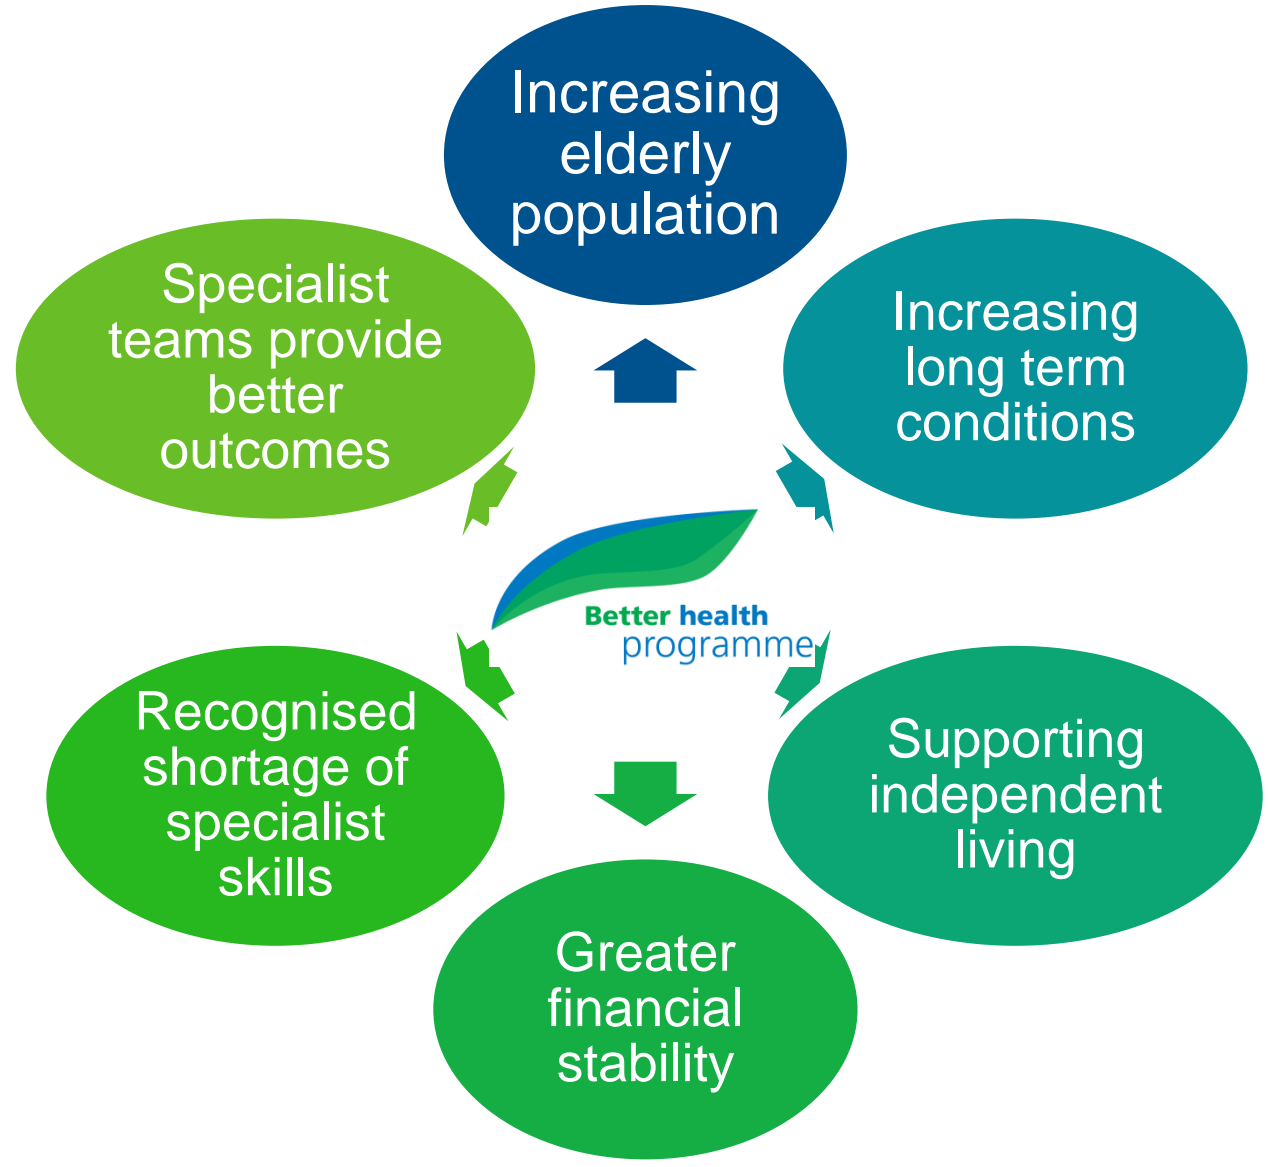 Increasing
elderly
population
Increasing
long term
conditions
Supporting
independent
living
Greater
financial
stability
Recognised
shortage of
specialist
skills
Specialist
teams provide
better
outcomes
Better health
programme